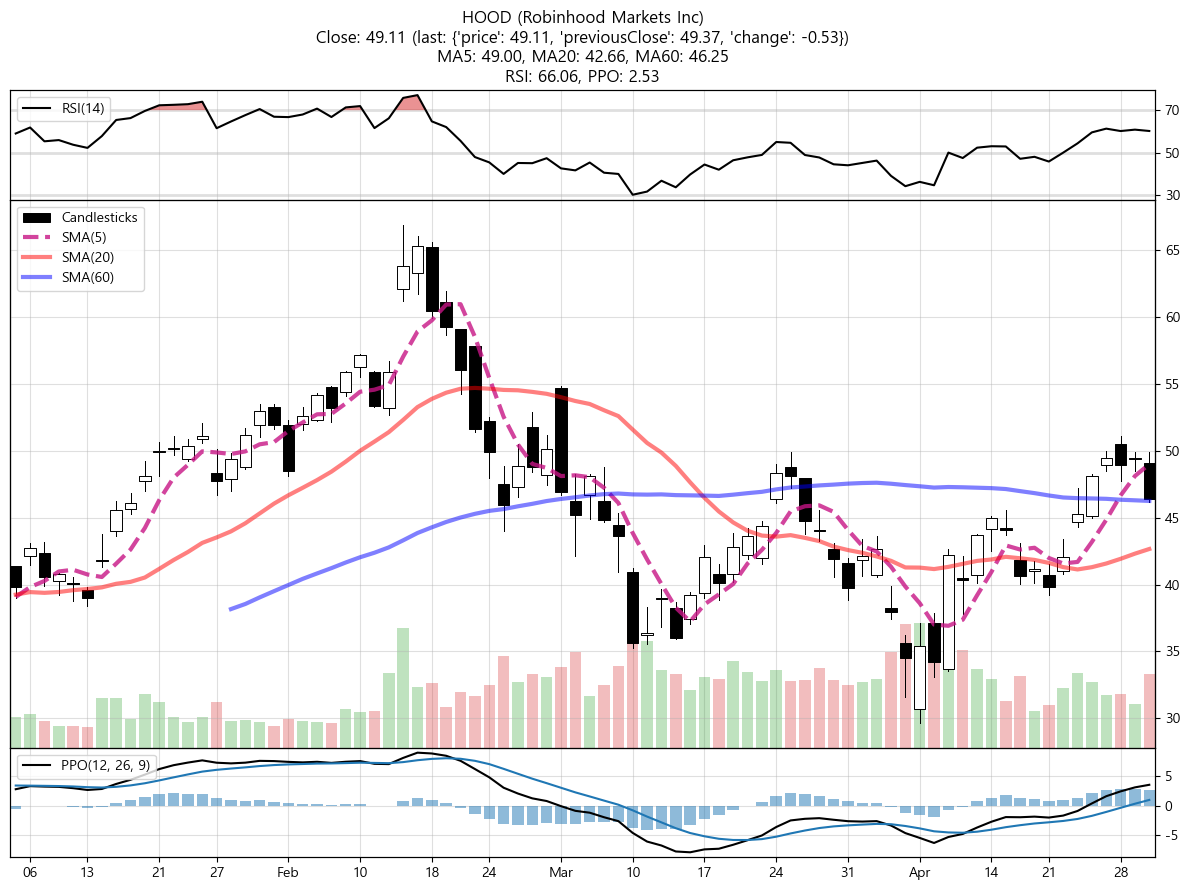 HOOD (Robinhood Markets Inc)
Close: 49.11 (last: {'price': 49.11, 'previousClose': 49.37, 'change': -0.53})
MA5: 49.00, MA20: 42.66, MA60: 46.25
RSI: 66.06, PPO: 2.53
RSI(14)
70
50
30
Candlesticks
SMA(5)
SMA(20)
SMA(60)
65
60
55
50
45
40
35
30
PPO(12, 26, 9)
5
0
-5
06 13 21 27 Feb 10 18 24 Mar 10 17 24 31 Apr 14 21 28